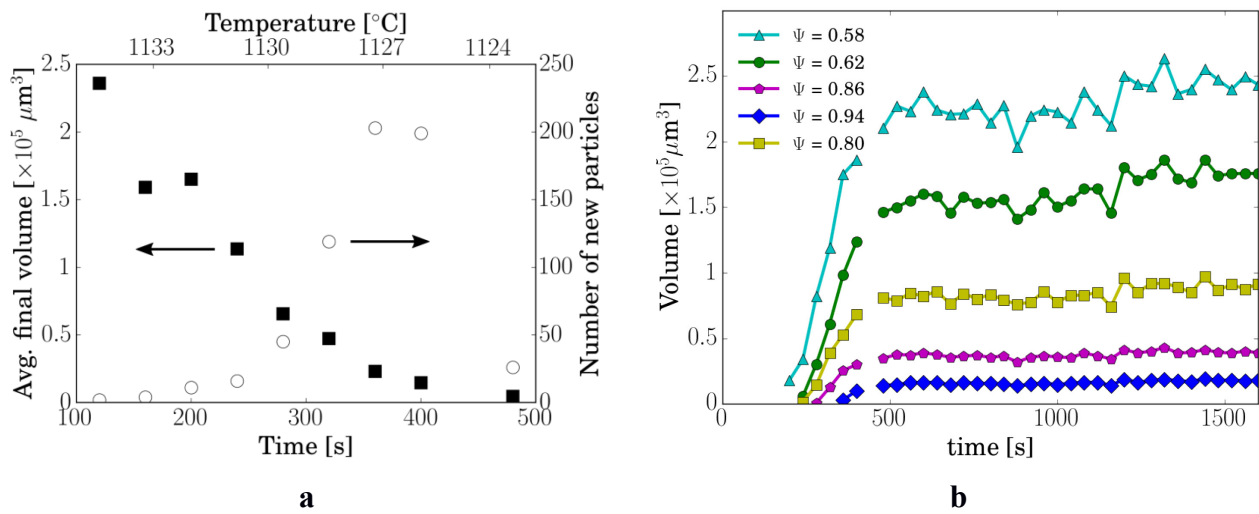 Temperature [°C]
1133 1130 1127 1124
2.5 250
2 200
1.5 150
1 100
0.5 50
0 0
100 200 300 400 500
Time [s]
Avg. final volume [×10⁵ μm³]
Number of new particles
a
Ψ = 0.58
Ψ = 0.62
Ψ = 0.86
Ψ = 0.94
Ψ = 0.80
2.5
2
1.5
1
0.5
0
0 500 1000 1500
time [s]
Volume [×10⁵μm³]
b